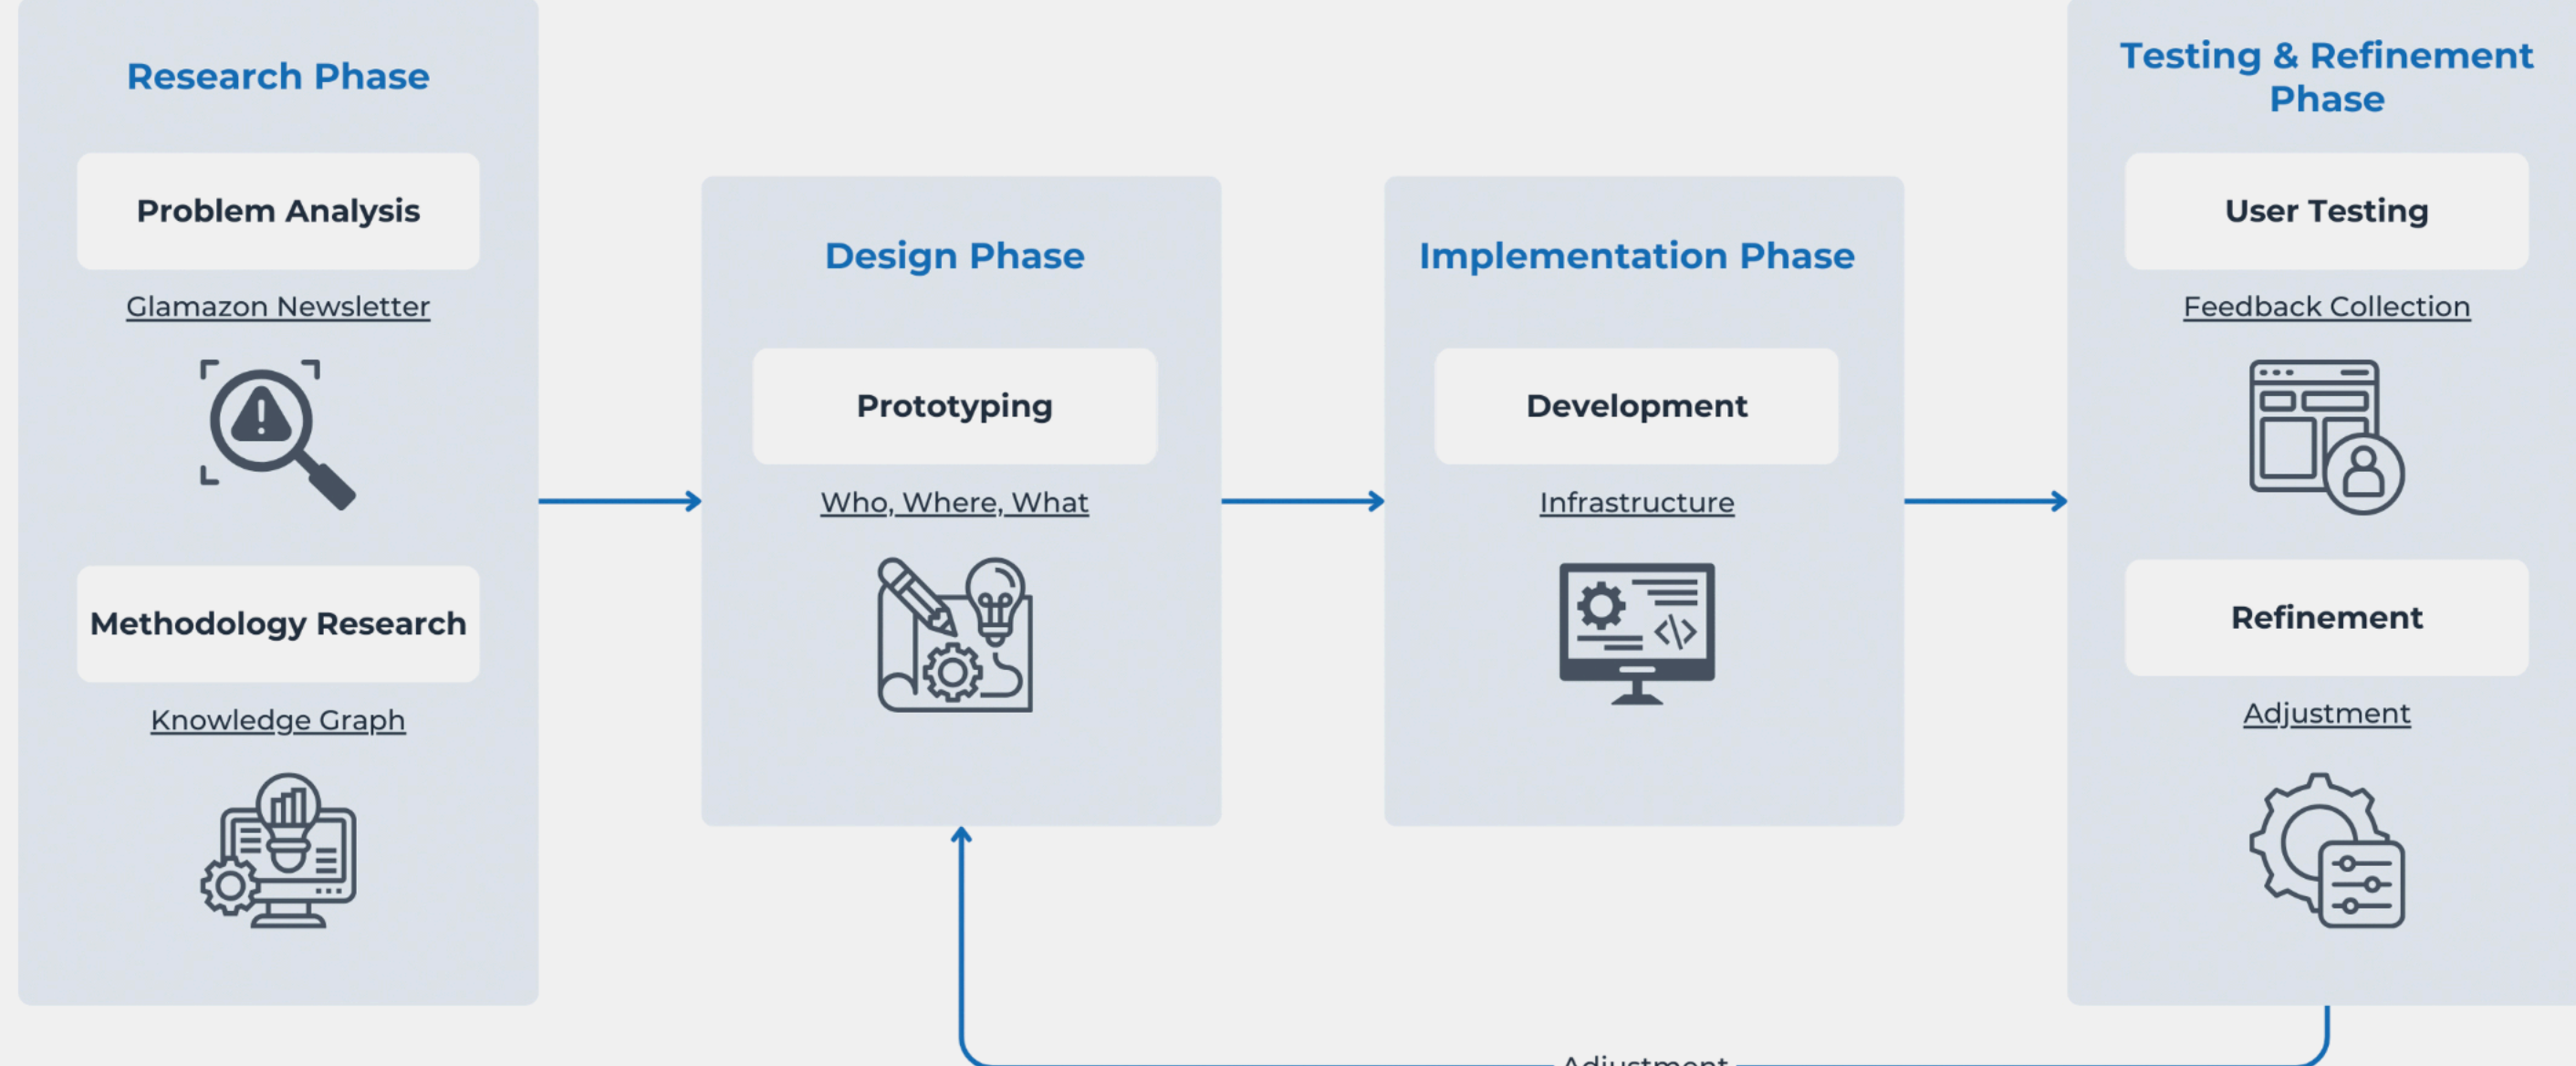 Research Phase
Problem Analysis
Glamazon Newsletter
Methodology Research
Knowledge Graph
Design Phase
Prototyping
Who, Where, What
Implementation Phase
Development
Infrastructure
Testing & Refinement
Phase
User Testing
Feedback Collection
Refinement
Adjustment
Adjustment